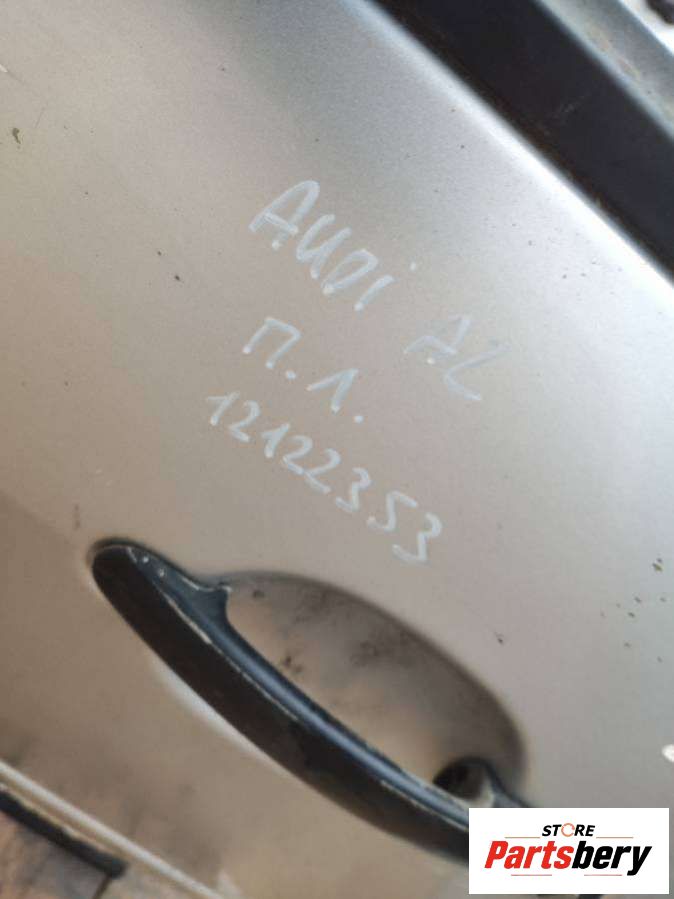 AUDi A2
П.Л.
12122353
STORE
Partsbery